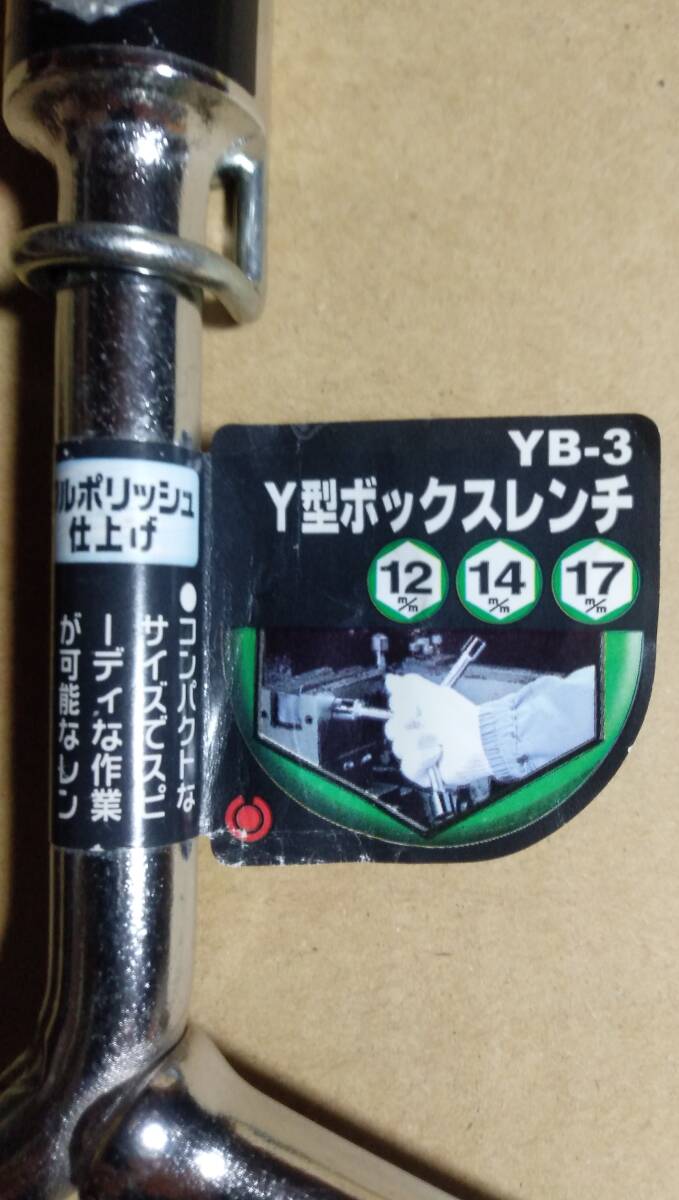 YB-3
Y型ボックスレンチ
12 m/m 14 m/m 17 m/m
ルポリッシュ
仕上げ
●コンパクトな
サイズでスピ
ーディな作業
が可能なレン